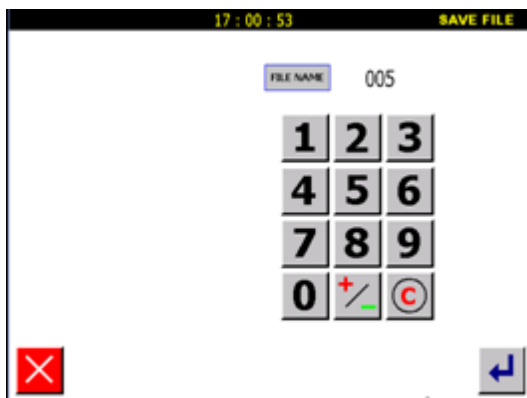 17 : 00 : 53 SAVE FILE
FILE NAME 005
1 2 3
4 5 6
7 8 9
0 +/- C